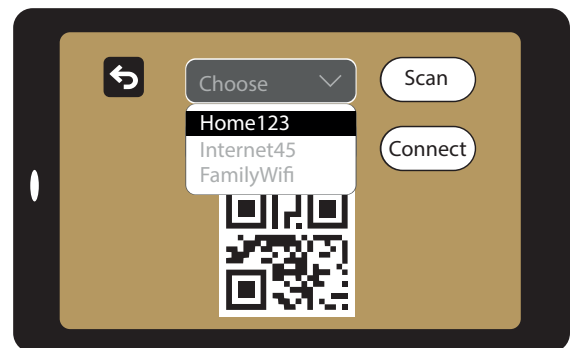 Choose
Scan
Home123
Internet45
FamilyWifi
Connect